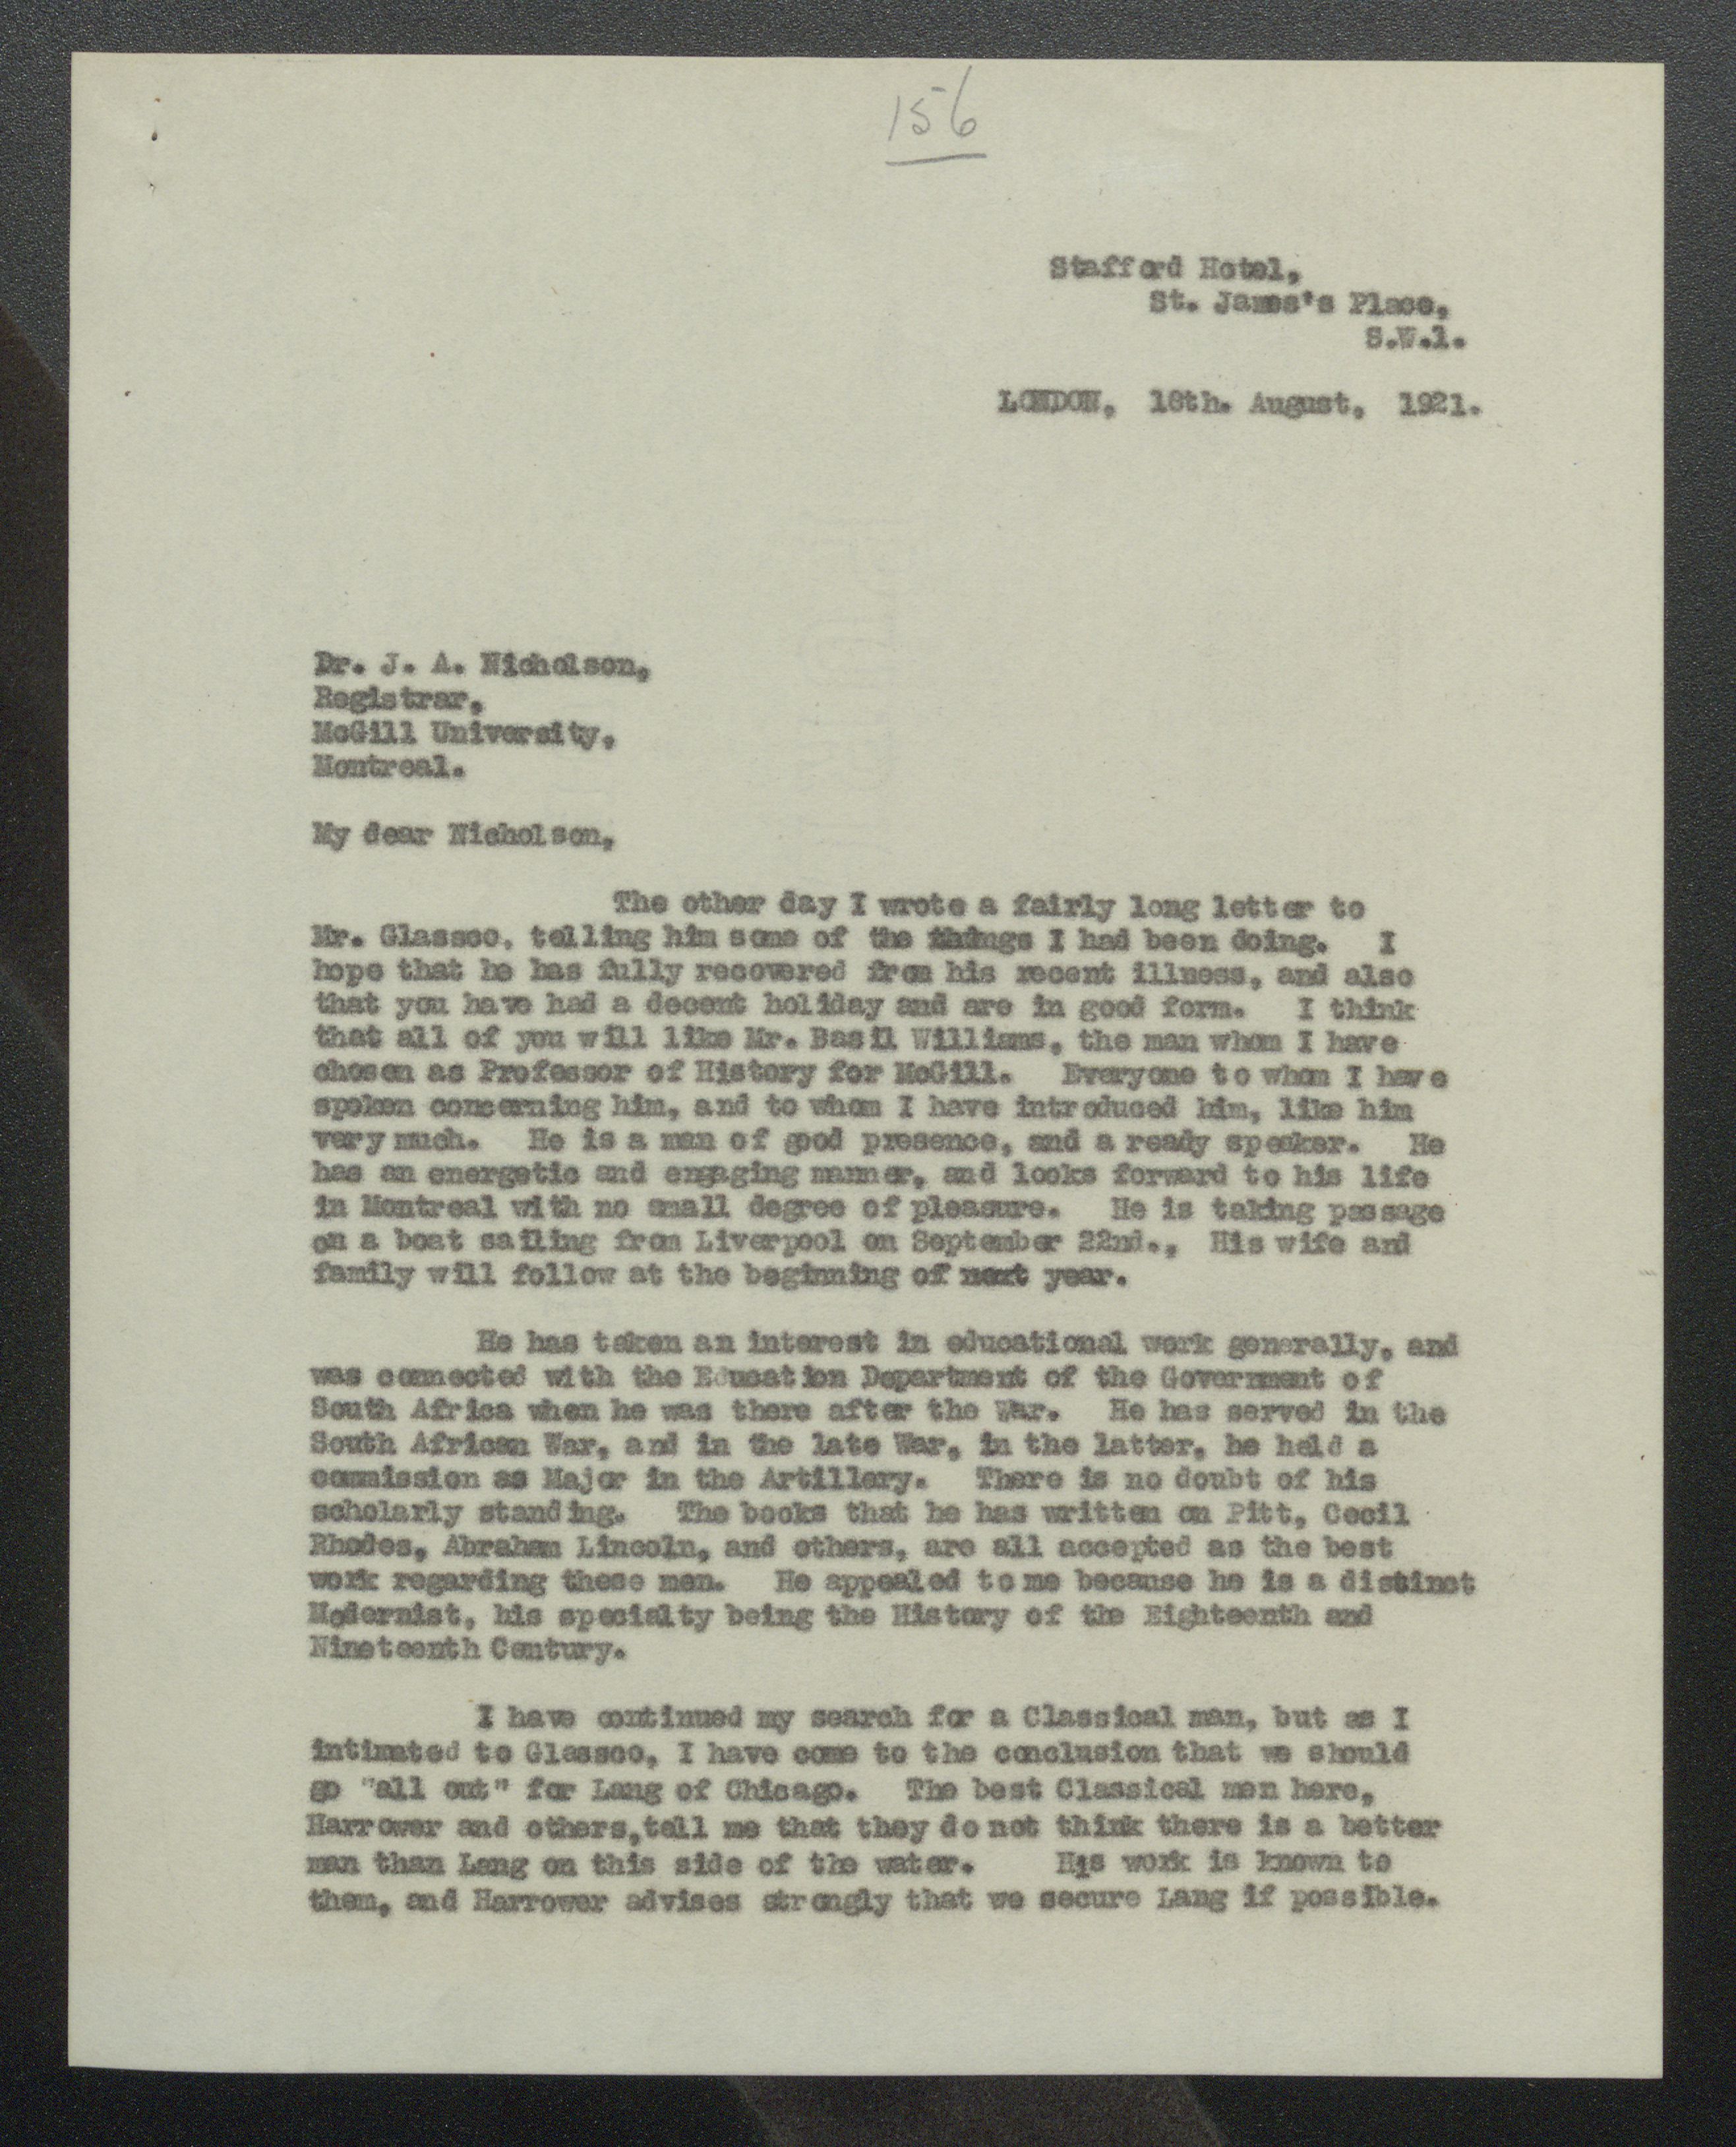 156
Stafford Hotel,
St. James's Place,
S.W.1.
LONDON, 18th. August, 1921.
Dr. J. A. Nicholson,
Registrar,
McGill University,
Montreal.
My dear Nicholson,
The other day I wrote a fairly long letter to
Mr. Glassco, telling him some of the things I had been doing. I
hope that he has fully recovered from his recent illness, and also
that you have had a decent holiday and are in good form. I think
that all of you will like Mr. Basil Williams, the man whom I have
chosen as Professor of History for McGill. Everyone to whom I have
spoken concerning him, and to whom I have introduced him, like him
very much. He is a man of good presence, and a ready speaker. He
has an energetic and engaging manner, and looks forward to his life
in Montreal with no small degree of pleasure. He is taking passage
on a boat sailing from Liverpool on September 22nd., His wife and
family will follow at the beginning of next year.
He has taken an interest in educational work generally, and
was connected with the Education Department of the Government of
South Africa when he was there after the War. He has served in the
South African War, and in the late War, in the latter, he held a
commission as Major in the Artillery. There is no doubt of his
scholarly standing. The books that he has written on Pitt, Cecil
Rhodes, Abraham Lincoln, and others, are all accepted as the best
work regarding these men. He appealed to me because he is a distinct
Modernist, his specialty being the History of the Eighteenth and
Nineteenth Century.
I have continued my search for a Classical man, but as I
intimated to Glassco, I have come to the conclusion that we should
go "all out" for Lang of Chicago. The best Classical men here,
Harrower and others,tell me that they do not think there is a better
man than Lang on this side of the water. His work is known to
them, and Harrower advises strongly that we secure Lang if possible.